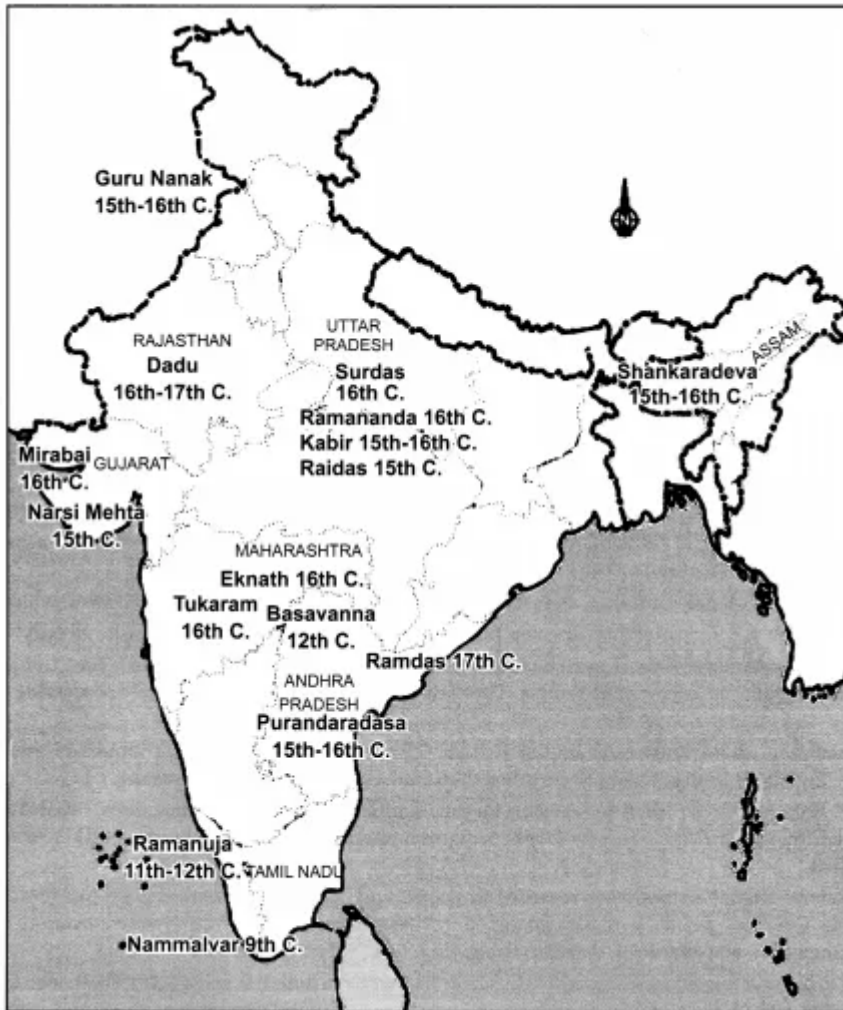 Guru Nanak
15th-16th C.
N
RAJASTHAN
Dadu
16th-17th C.
UTTAR
PRADESH
Surdas
16th C.
Ramananda 16th C.
Kabir 15th-16th C.
Raidas 15th C.
ASSAM
Shankaradeva
15th-16th C.
Mirabai
16th C.
GUJARAT
Narsi Mehta
15th C.
MAHARASHTRA
Eknath 16th C.
Tukaram
16th C.
Basavanna
12th C.
Ramdas 17th C.
ANDHRA
PRADESH
Purandaradasa
15th-16th C.
Ramanuja
11th-12th C.
TAMIL NADU
Nammalvar 9th C.